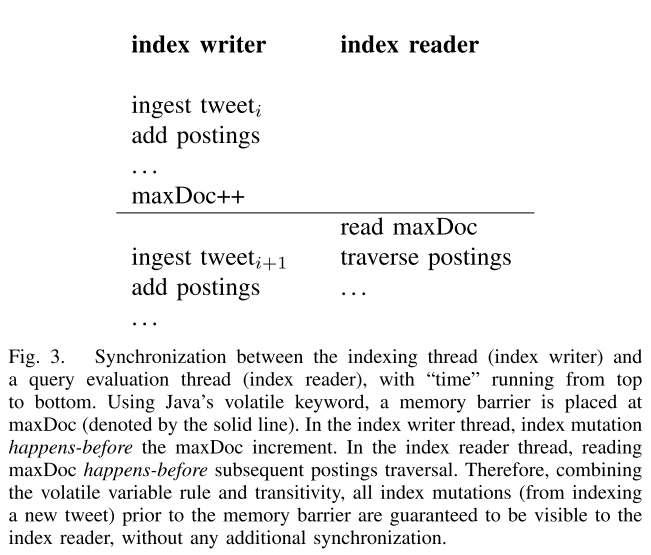 index writer index reader
ingest tweet_i
add postings
...
maxDoc++
read maxDoc
ingest tweet_{i+1} traverse postings
add postings ...
...
Fig. 3. Synchronization between the indexing thread (index writer) and
a query evaluation thread (index reader), with “time” running from top
to bottom. Using Java’s volatile keyword, a memory barrier is placed at
maxDoc (denoted by the solid line). In the index writer thread, index mutation
happens-before the maxDoc increment. In the index reader thread, reading
maxDoc happens-before subsequent postings traversal. Therefore, combining
the volatile variable rule and transitivity, all index mutations (from indexing
a new tweet) prior to the memory barrier are guaranteed to be visible to the
index reader, without any additional synchronization.